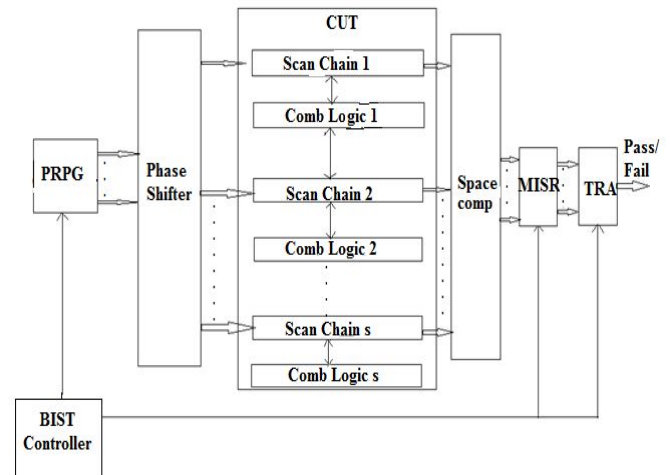 CUT
Scan Chain 1
Comb Logic 1
PRPG
Phase
Shifter
Scan Chain 2
Comb Logic 2
Scan Chain s
Comb Logic s
Space
comp
MISR
TRA
Pass/
Fail
BIST
Controller